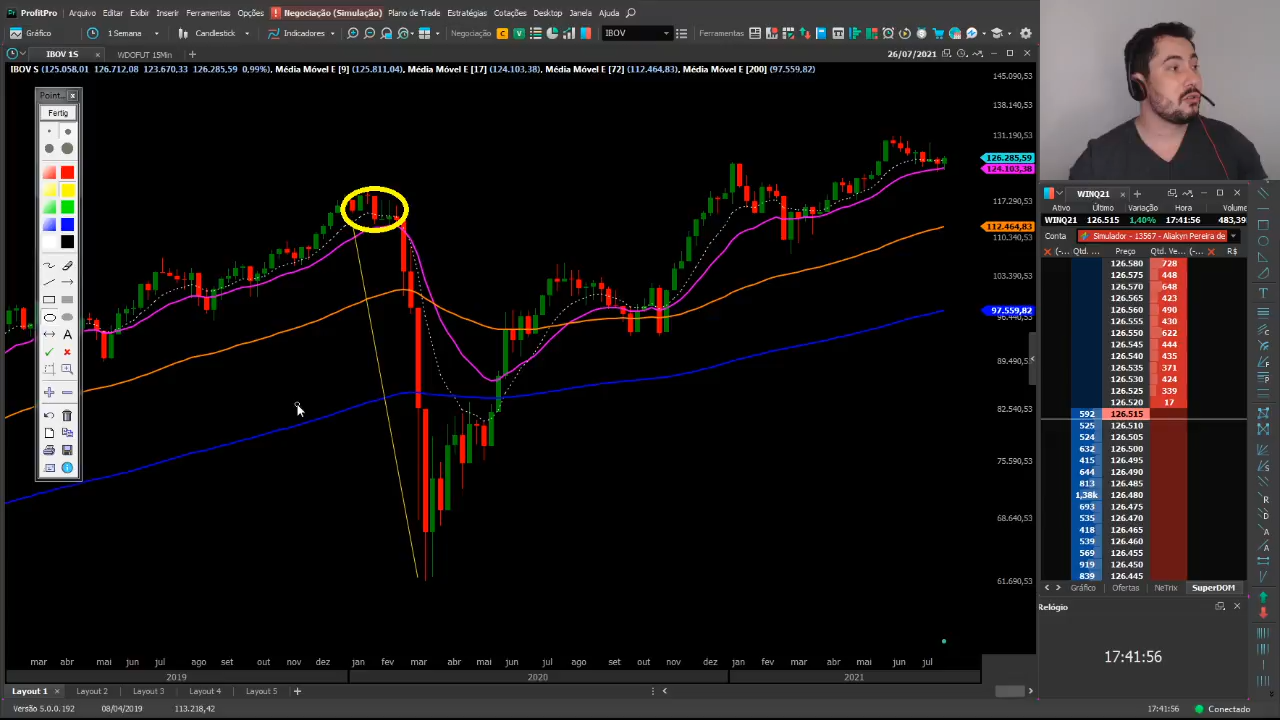 ProfitPro Arquivo Editar Exibir Inserir Ferramentas Opções Negociação (Simulação) Plano de Trade Estratégias Cotações Desktop Janela Ajuda
Gráfico 1 Semana Candlestick Indicadores Negociação C V IBOV Ferramentas
IBOV 1S WDOFUT 15Min 26/07/2021
IBOV S (125.058,01 126.712,08 123.670,33 126.285,59 0,99%), Média Móvel E [9] (125.811,04), Média Móvel E [17] (124.103,38), Média Móvel E [72] (112.464,83), Média Móvel E [200] (97.559,82)
Point...
Fertig
A
145.090,53
138.140,53
131.190,53
126.285,59
124.103,38
117.290,53
112.464,83
110.340,53
103.390,53
97.559,82
89.490,53
82.540,53
75.590,53
68.640,53
61.690,53
mar abr mai jun jul ago set out nov dez jan fev mar abr mai jun jul ago set out nov jan fev mar abr mai jun jul
2019 2020 2021
Layout 1 Layout 2 Layout 3 Layout 4 Layout 5
Versão 5.0.0.192 08/04/2019 113.218,42 17:41:56 Conectado
WINQ21
Ativo Último Variação Hora Volume
WINQ21 126.515 1,40% 17:41:56 483,39
Conta Simulador - 13567 - Aliakyn Pereira de
(-... Qtd. ... Preço Qtd. Ve... (-... R$
126.580 728
126.575 448
126.570 648
126.565 423
126.560 490
126.555 430
126.550 622
126.545 444
126.540 435
126.535 371
126.530 424
126.525 339
126.520 17
592 126.515
525 126.510
524 126.505
632 126.500
415 126.495
644 126.490
813 126.485
1,38k 126.480
693 126.475
535 126.470
418 126.465
539 126.460
569 126.455
919 126.450
839 126.445
Gráfico Ofertas NeTrix SuperDOM
Relógio
17:41:56